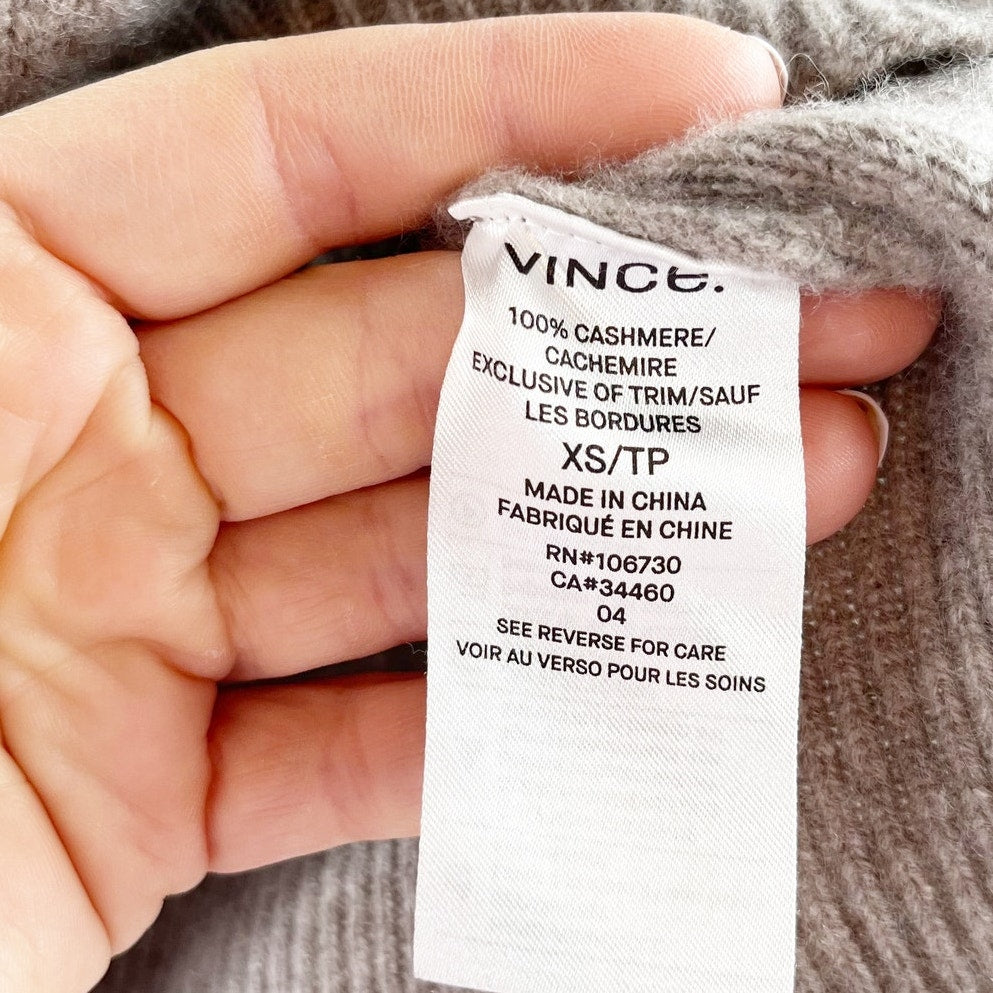 VINCE.
100% CASHMERE/
CACHEMIRE
EXCLUSIVE OF TRIM/SAUF
LES BORDURES
XS/TP
MADE IN CHINA
FABRIQUÉ EN CHINE
RN#106730
CA#34460
04
SEE REVERSE FOR CARE
VOIR AU VERSO POUR LES SOINS